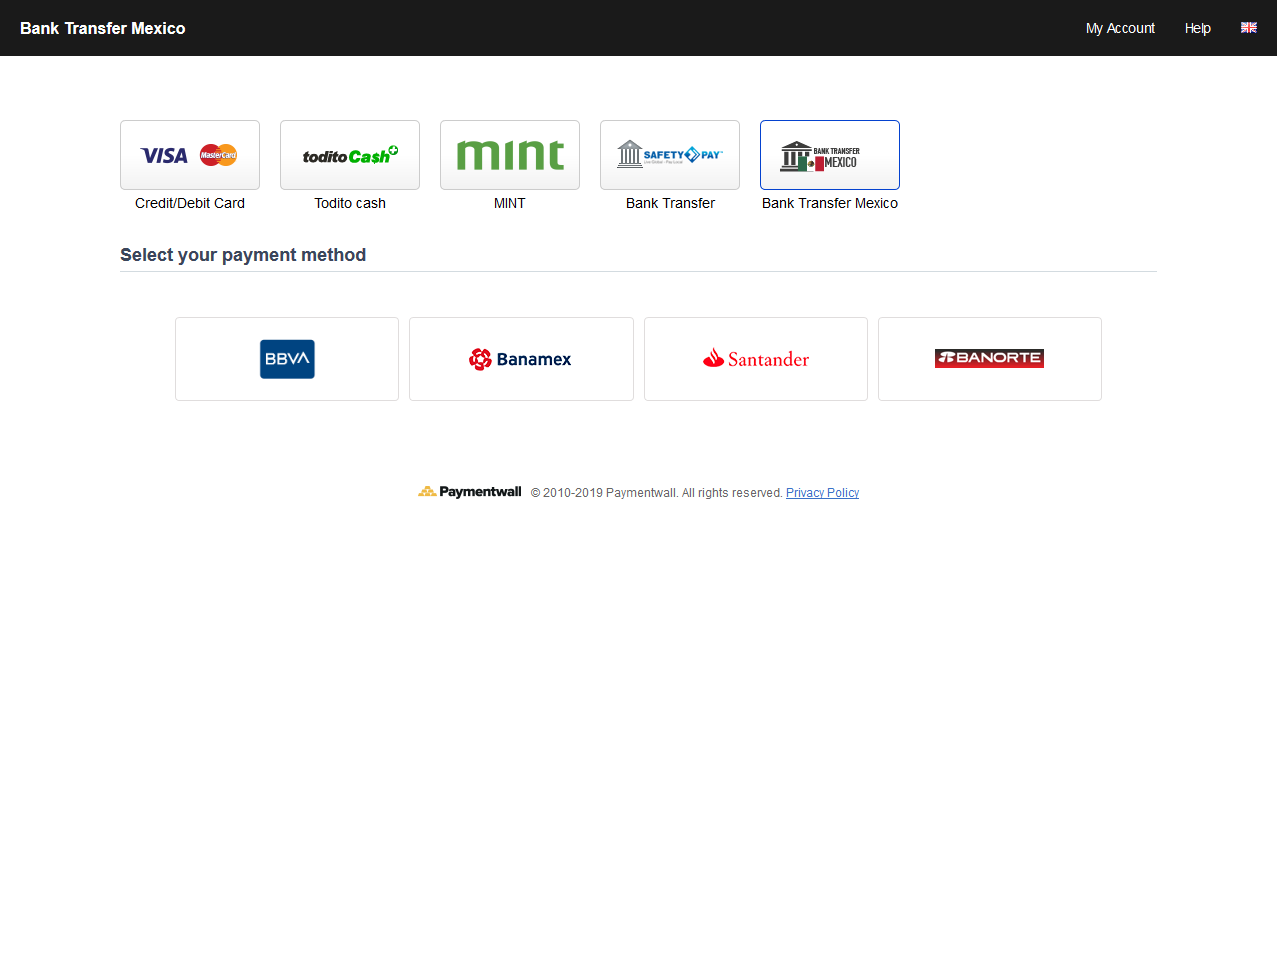 Bank Transfer Mexico
My Account Help
VISA MasterCard
todito Cash
mint
SAFETY PAY
BANK TRANSFER
MEXICO
Credit/Debit Card
Todito cash
MINT
Bank Transfer
Bank Transfer Mexico
Select your payment method
BBVA
Banamex
Santander
BANORTE
Paymentwall © 2010-2019 Paymentwall. All rights reserved. Privacy Policy